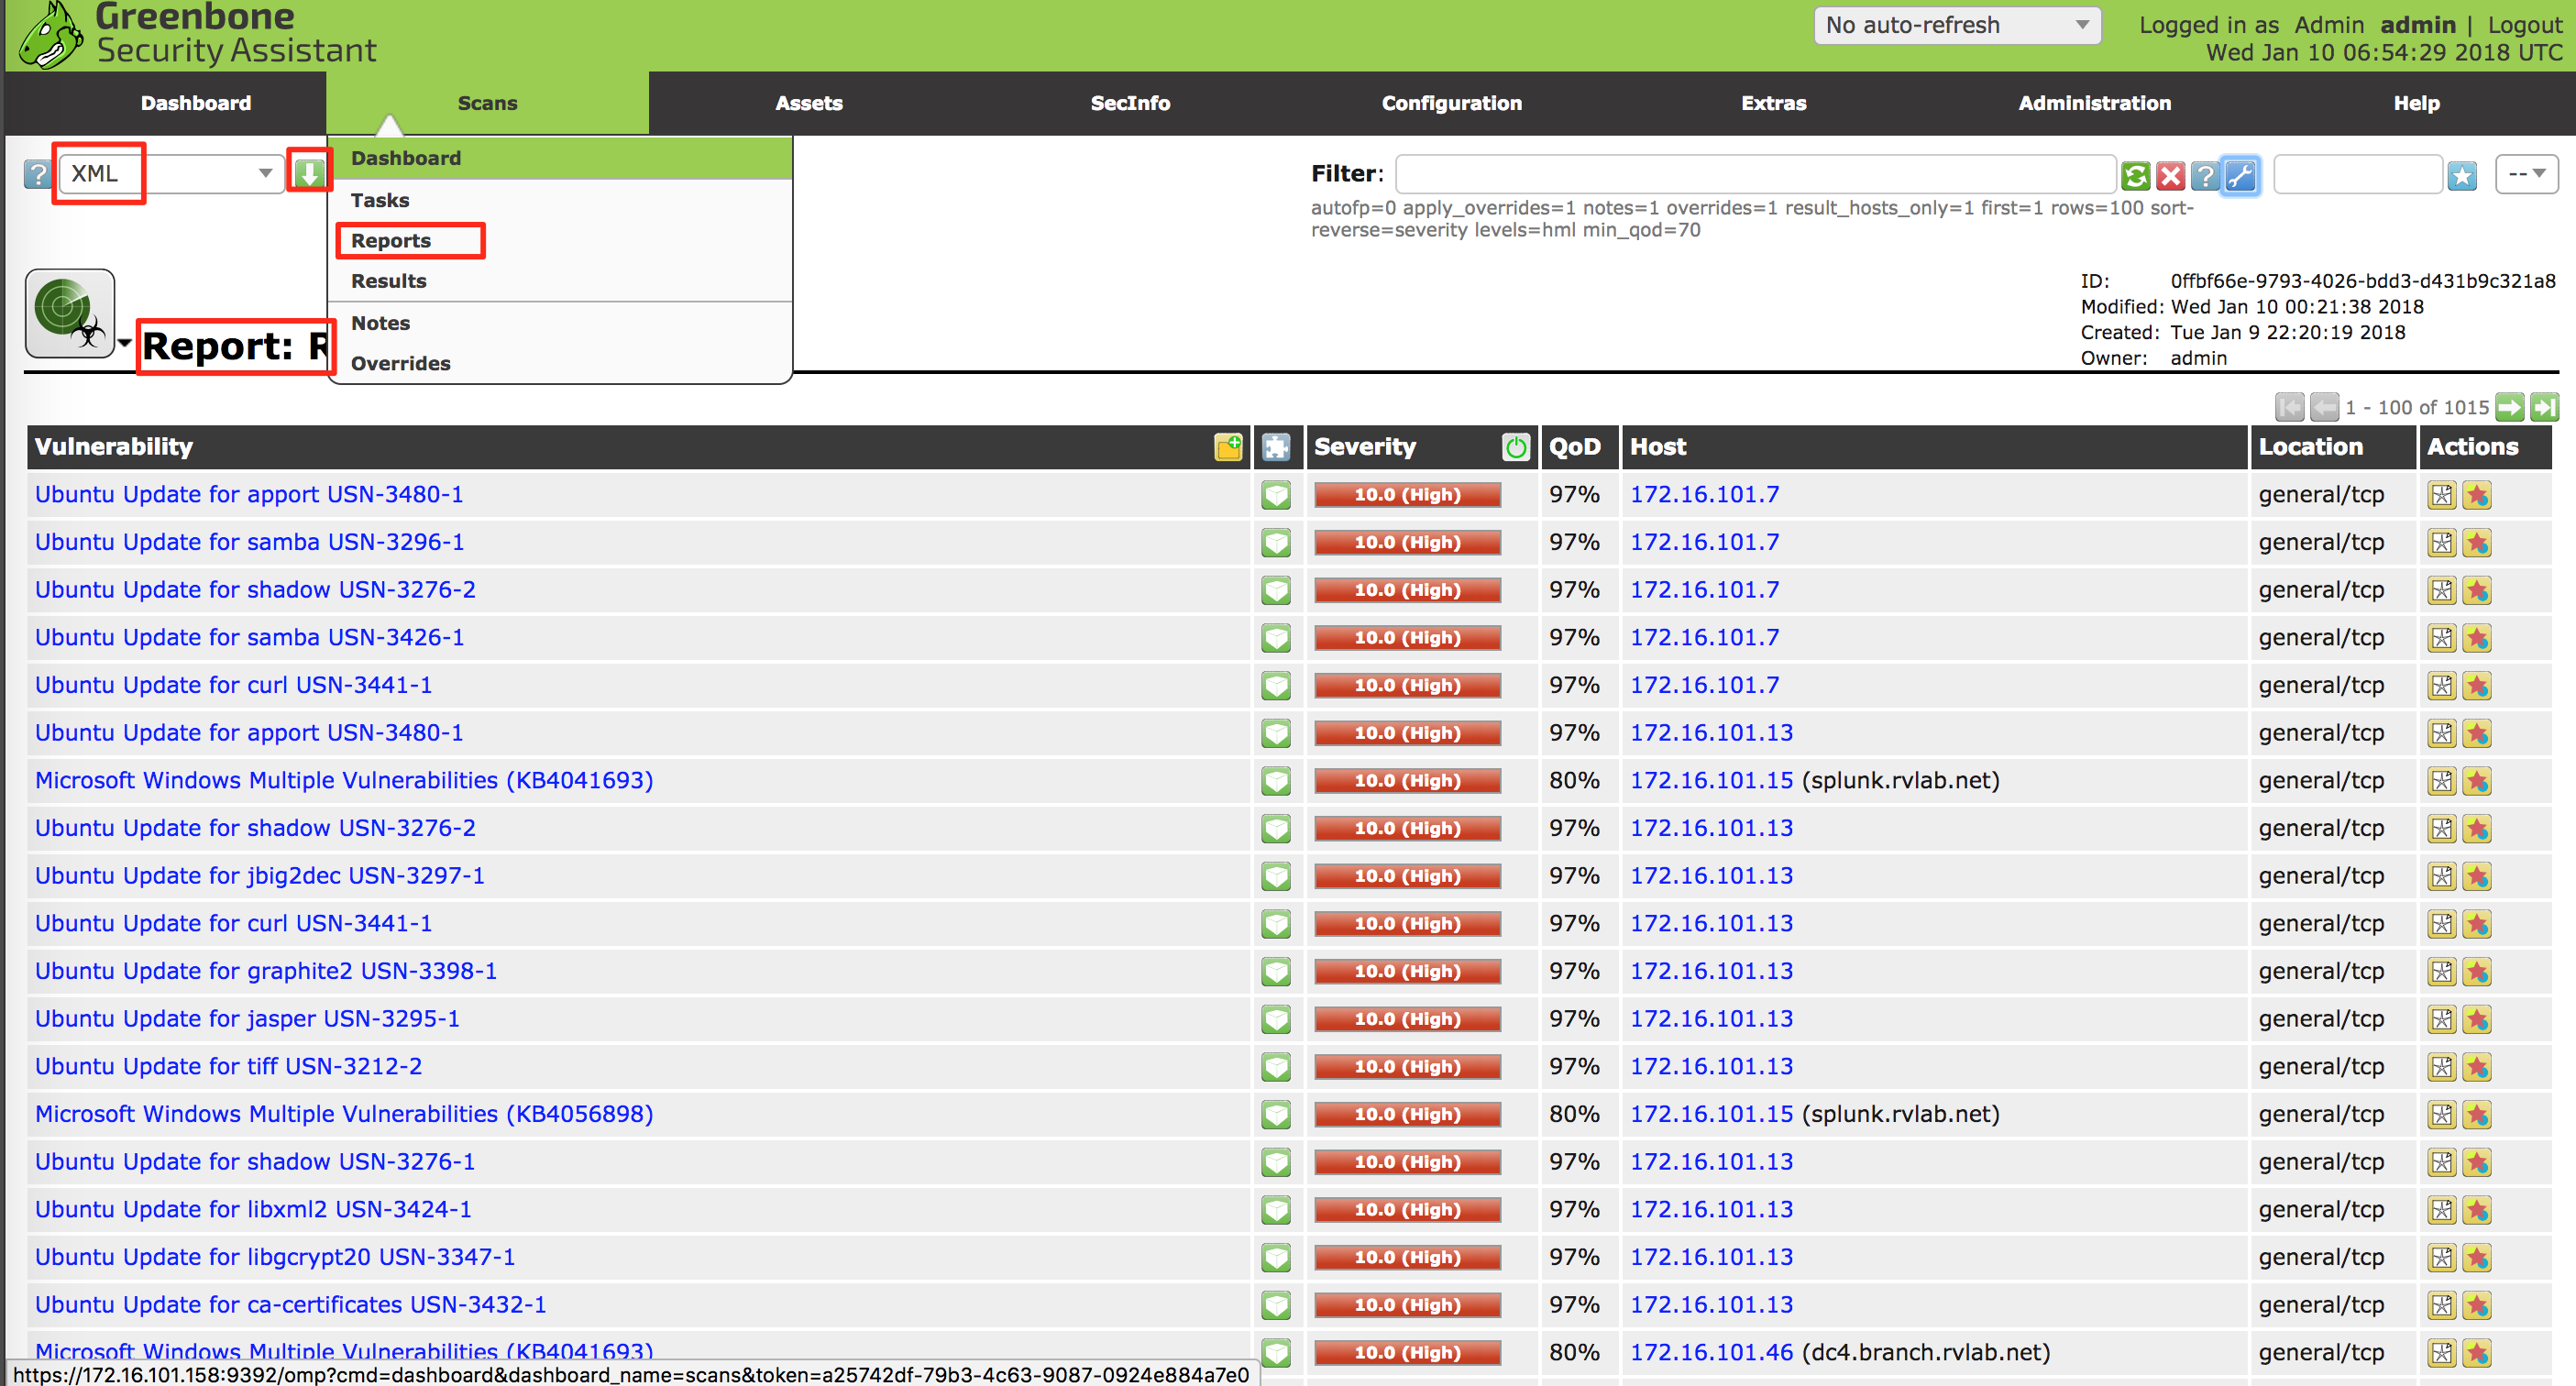 Greenbone
Security Assistant
No auto-refresh
Logged in as Admin admin | Logout
Wed Jan 10 06:54:29 2018 UTC
Dashboard Scans Assets SecInfo Configuration Extras Administration Help
? XML
Dashboard
Tasks
Reports
Results
Notes
Overrides
Filter: ? --
autofp=0 apply_overrides=1 notes=1 overrides=1 result_hosts_only=1 first=1 rows=100 sort-
reverse=severity levels=hml min_qod=70
Report: R
ID: 0ffbf66e-9793-4026-bdd3-d431b9c321a8
Modified: Wed Jan 10 00:21:38 2018
Created: Tue Jan 9 22:20:19 2018
Owner: admin
1 - 100 of 1015
Vulnerability Severity QoD Host Location Actions
Ubuntu Update for apport USN-3480-1 10.0 (High) 97% 172.16.101.7 general/tcp
Ubuntu Update for samba USN-3296-1 10.0 (High) 97% 172.16.101.7 general/tcp
Ubuntu Update for shadow USN-3276-2 10.0 (High) 97% 172.16.101.7 general/tcp
Ubuntu Update for samba USN-3426-1 10.0 (High) 97% 172.16.101.7 general/tcp
Ubuntu Update for curl USN-3441-1 10.0 (High) 97% 172.16.101.7 general/tcp
Ubuntu Update for apport USN-3480-1 10.0 (High) 97% 172.16.101.13 general/tcp
Microsoft Windows Multiple Vulnerabilities (KB4041693) 10.0 (High) 80% 172.16.101.15 (splunk.rvlab.net) general/tcp
Ubuntu Update for shadow USN-3276-2 10.0 (High) 97% 172.16.101.13 general/tcp
Ubuntu Update for jbig2dec USN-3297-1 10.0 (High) 97% 172.16.101.13 general/tcp
Ubuntu Update for curl USN-3441-1 10.0 (High) 97% 172.16.101.13 general/tcp
Ubuntu Update for graphite2 USN-3398-1 10.0 (High) 97% 172.16.101.13 general/tcp
Ubuntu Update for jasper USN-3295-1 10.0 (High) 97% 172.16.101.13 general/tcp
Ubuntu Update for tiff USN-3212-2 10.0 (High) 97% 172.16.101.13 general/tcp
Microsoft Windows Multiple Vulnerabilities (KB4056898) 10.0 (High) 80% 172.16.101.15 (splunk.rvlab.net) general/tcp
Ubuntu Update for shadow USN-3276-1 10.0 (High) 97% 172.16.101.13 general/tcp
Ubuntu Update for libxml2 USN-3424-1 10.0 (High) 97% 172.16.101.13 general/tcp
Ubuntu Update for libgcrypt20 USN-3347-1 10.0 (High) 97% 172.16.101.13 general/tcp
Ubuntu Update for ca-certificates USN-3432-1 10.0 (High) 97% 172.16.101.13 general/tcp
Microsoft Windows Multiple Vulnerabilities (KB4041693) 10.0 (High) 80% 172.16.101.46 (dc4.branch.rvlab.net) general/tcp
https://172.16.101.158:9392/omp?cmd=dashboard&dashboard_name=scans&token=a25742df-79b3-4c63-9087-0924e884a7e0